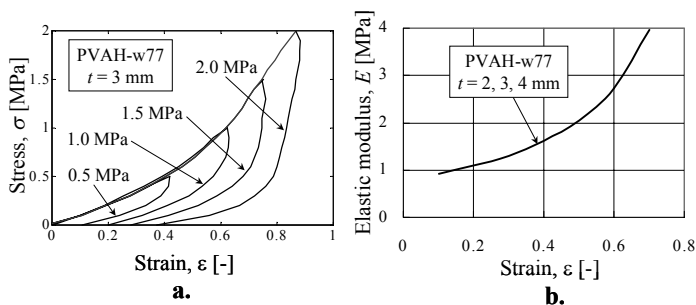 PVAH-w77
t = 3 mm
2.0 MPa
1.5 MPa
1.0 MPa
0.5 MPa
Stress, σ [MPa]
2
1.5
1
0.5
0
0 0.2 0.4 0.6 0.8 1
Strain, ε [-]
a.
PVAH-w77
t = 2, 3, 4 mm
Elastic modulus, E [MPa]
4
3
2
1
0
0 0.2 0.4 0.6 0.8
Strain, ε [-]
b.